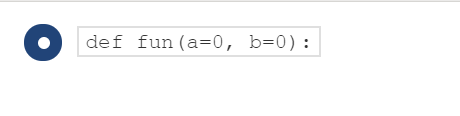 def fun(a=0, b=0):